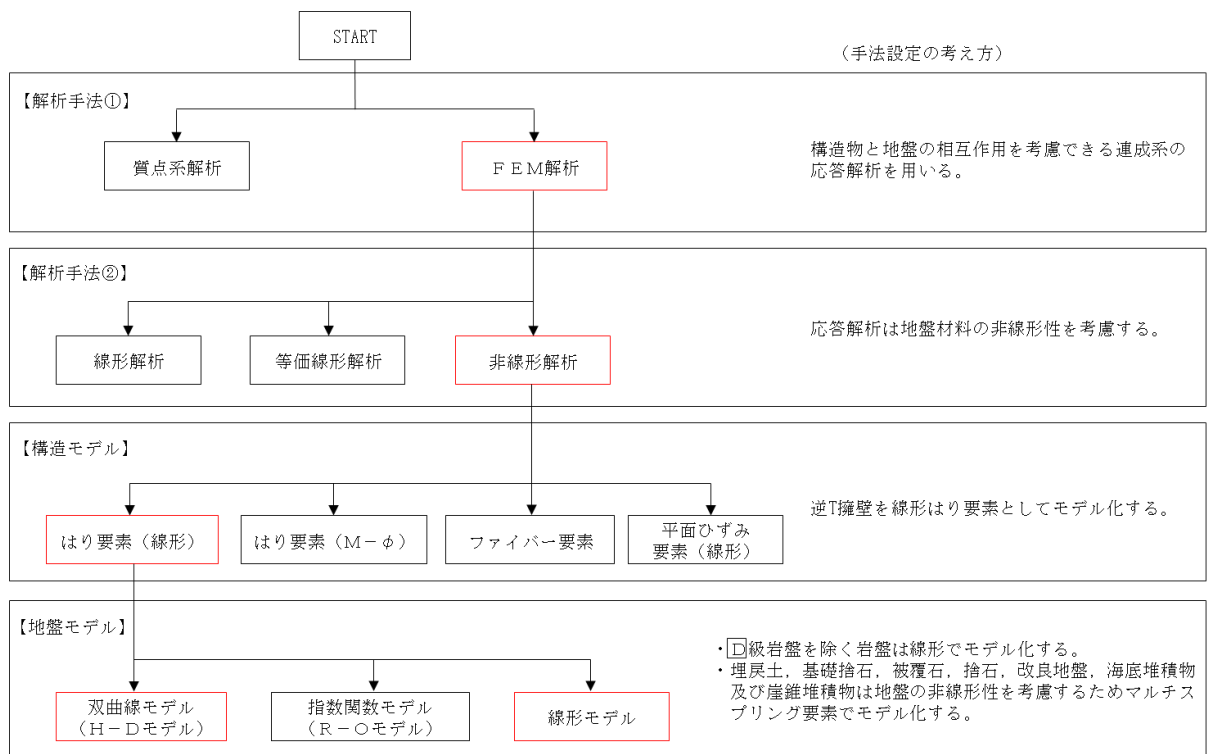 START
（手法設定の考え方）
【解析手法①】
質点系解析
ＦＥＭ解析
構造物と地盤の相互作用を考慮できる連成系の
応答解析を用いる。
【解析手法②】
線形解析
等価線形解析
非線形解析
応答解析は地盤材料の非線形性を考慮する。
【構造モデル】
はり要素（線形）
はり要素（Ｍ－φ）
ファイバー要素
平面ひずみ
要素（線形）
逆T擁壁を線形はり要素としてモデル化する。
【地盤モデル】
双曲線モデル
（Ｈ－Ｄモデル）
指数関数モデル
（Ｒ－Ｏモデル）
線形モデル
・Ｄ級岩盤を除く岩盤は線形でモデル化する。
・埋戻土，基礎捨石，被覆石，捨石，改良地盤，海底堆積物
及び崖錐堆積物は地盤の非線形性を考慮するためマルチス
プリング要素でモデル化する。